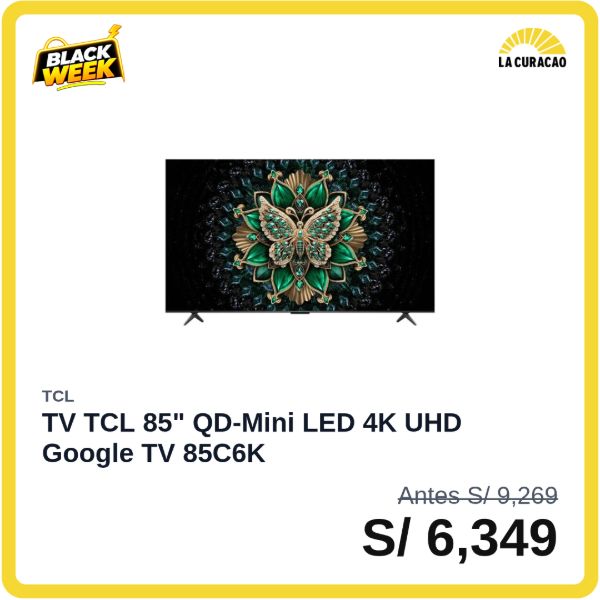 BLACK
WEEK
LA CURACAO
TCL
TV TCL 85" QD-Mini LED 4K UHD
Google TV 85C6K
Antes S/ 9,269
S/ 6,349